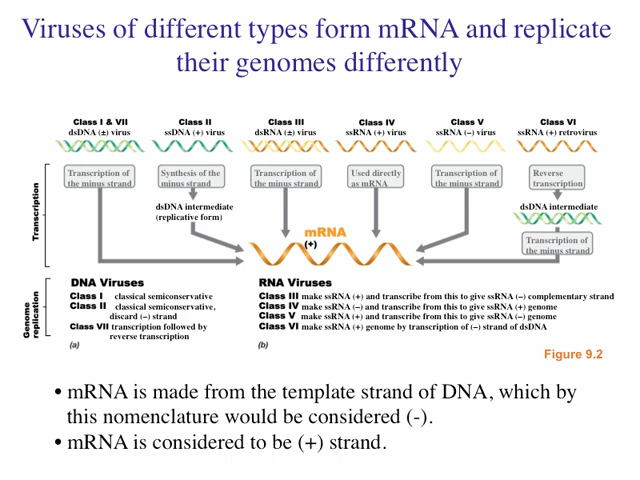 Viruses of different types form mRNA and replicate
their genomes differently
Class I & VII
dsDNA (±) virus
Class II
ssDNA (+) virus
Class III
dsRNA (±) virus
Class IV
ssRNA (+) virus
Class V
ssRNA (−) virus
Class VI
ssRNA (+) retrovirus
Transcription
Transcription of
the minus strand
Synthesis of the
minus strand
Transcription of
the minus strand
Used directly
as mRNA
Transcription of
the minus strand
Reverse
transcription
dsDNA intermediate
(replicative form)
dsDNA intermediate
mRNA
(+)
Transcription of
the minus strand
Genome
replication
DNA Viruses
Class I classical semiconservative
Class II classical semiconservative,
discard (−) strand
Class VII transcription followed by
reverse transcription
(a)
RNA Viruses
Class III make ssRNA (+) and transcribe from this to give ssRNA (−) complementary strand
Class IV make ssRNA (−) and transcribe from this to give ssRNA (+) genome
Class V make ssRNA (+) and transcribe from this to give ssRNA (−) genome
Class VI make ssRNA (+) genome by transcription of (−) strand of dsDNA
(b)
Figure 9.2
• mRNA is made from the template strand of DNA, which by
this nomenclature would be considered (-).
• mRNA is considered to be (+) strand.